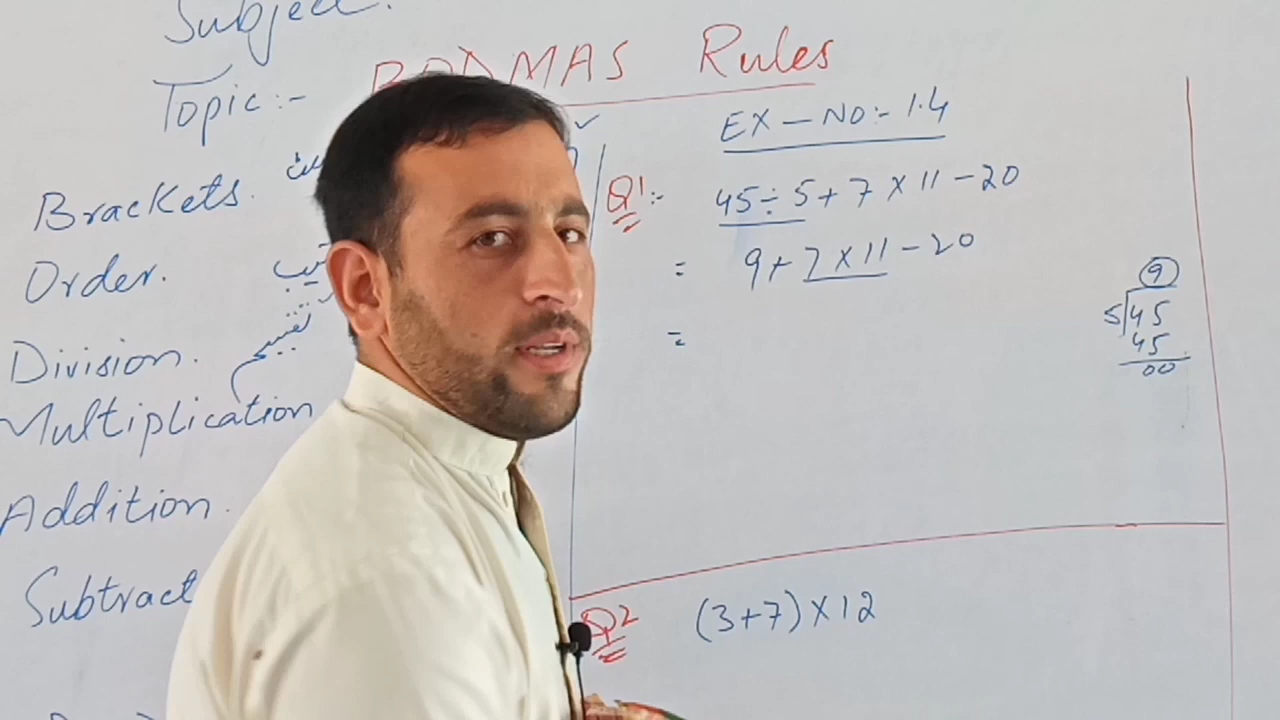 Subject.
Topic:- BODMAS Rules
EX - NO:- 1.4
Brackets.
Order.
Division. تقسیم
Multiplication
Addition.
Subtract
Q1:- 45 ÷ 5 + 7 × 11 - 20
= 9 + 7 × 11 - 20
=
9
5 45
45
00
Q2 (3+7) × 12